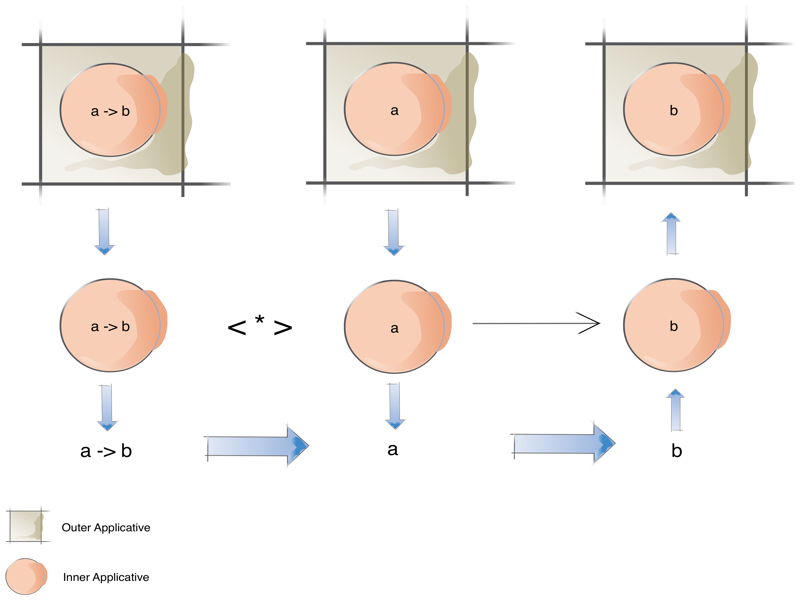 a -> b
a
b
a -> b
< * >
a
b
a -> b
a
b
Outer Applicative
Inner Applicative